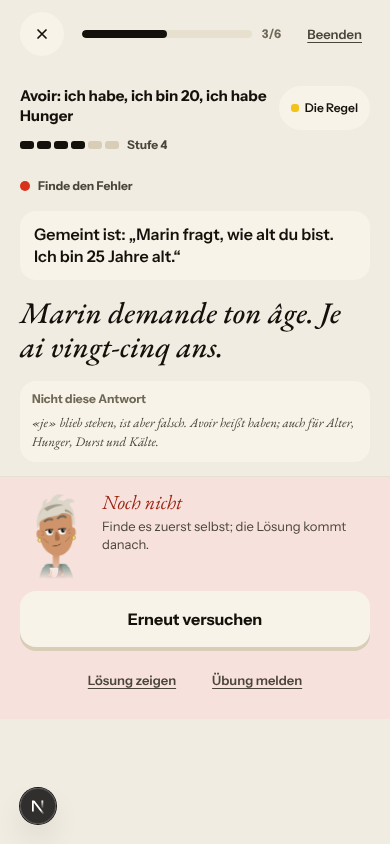 3/6
Beenden
Avoir: ich habe, ich bin 20, ich habe
Hunger
Die Regel
Stufe 4
Finde den Fehler
Gemeint ist: „Marin fragt, wie alt du bist.
Ich bin 25 Jahre alt.“
Marin demande ton âge. Je
ai vingt-cinq ans.
Nicht diese Antwort
«je» blieb stehen, ist aber falsch. Avoir heißt haben; auch für Alter,
Hunger, Durst und Kälte.
Noch nicht
Finde es zuerst selbst; die Lösung kommt
danach.
Erneut versuchen
Lösung zeigen
Übung melden
N